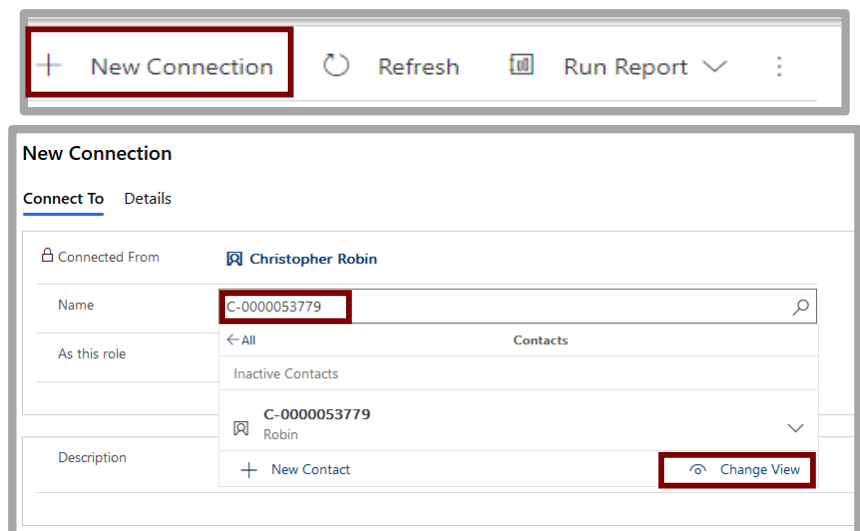 New Connection Refresh Run Report
New Connection
Connect To Details
Connected From Christopher Robin
Name C-0000053779
All Contacts
As this role
Inactive Contacts
C-0000053779
Robin
Description
New Contact Change View